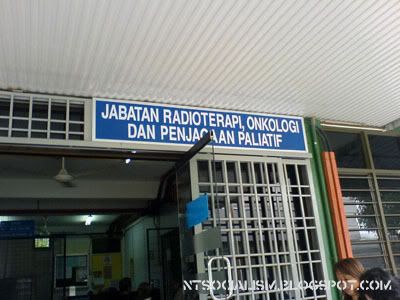 JABATAN RADIOTERAPI, ONKOLOGI
DAN PENJAGAAN PALIATIF
NTSOCIALISM.BLOGSPOT.COM